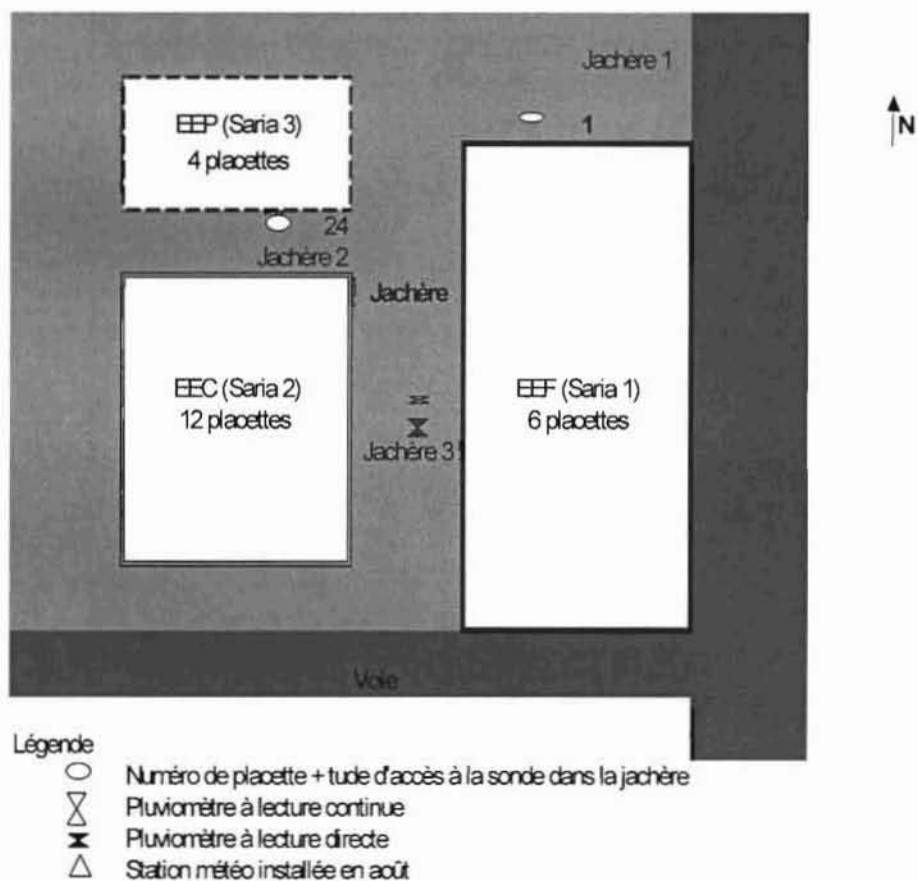 Jachère 1
EEP (Saria 3)
4 placettes
1
N
24
Jachère 2
Jachère
EEC (Saria 2)
12 placettes
EEF (Saria 1)
6 placettes
Jachère 3
Voie
Légende
Numéro de placette + tude d'accès à la sonde dans la jachère
Pluviomètre à lecture continue
Pluviomètre à lecture directe
Station météo installée en août